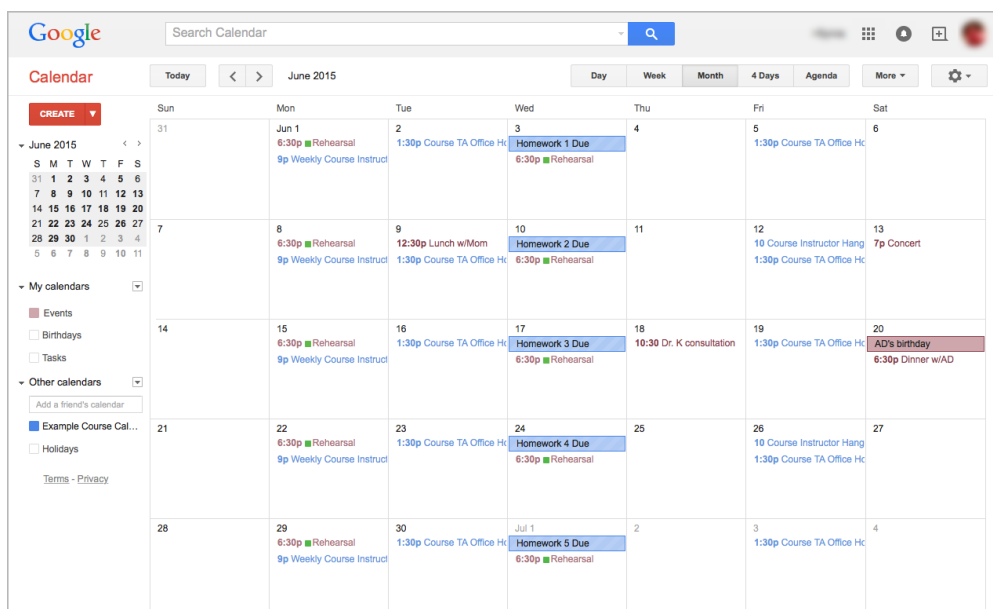 Google
Search Calendar
Calendar
Today
June 2015
Day Week Month 4 Days Agenda
More
CREATE
June 2015
S M T W T F S
31 1 2 3 4 5 6
7 8 9 10 11 12 13
14 15 16 17 18 19 20
21 22 23 24 25 26 27
28 29 30 1 2 3 4
5 6 7 8 9 10 11
My calendars
Events
Birthdays
Tasks
Other calendars
Add a friend's calendar
Example Course Cal...
Holidays
Terms - Privacy
Sun Mon Tue Wed Thu Fri Sat
31 Jun 1 2 3 4 5 6
6:30p Rehearsal 1:30p Course TA Office Ho Homework 1 Due 1:30p Course TA Office Ho
9p Weekly Course Instruct 6:30p Rehearsal
7 8 9 10 11 12 13
6:30p Rehearsal 12:30p Lunch w/Mom Homework 2 Due 10 Course Instructor Hang 7p Concert
9p Weekly Course Instruct 1:30p Course TA Office Ho 6:30p Rehearsal 1:30p Course TA Office Ho
14 15 16 17 18 19 20
6:30p Rehearsal 1:30p Course TA Office Ho Homework 3 Due 10:30 Dr. K consultation 1:30p Course TA Office Ho AD's birthday
9p Weekly Course Instruct 6:30p Rehearsal 6:30p Dinner w/AD
21 22 23 24 25 26 27
6:30p Rehearsal 1:30p Course TA Office Ho Homework 4 Due 10 Course Instructor Hang
9p Weekly Course Instruct 6:30p Rehearsal 1:30p Course TA Office Ho
28 29 30 Jul 1 2 3 4
6:30p Rehearsal 1:30p Course TA Office Ho Homework 5 Due 1:30p Course TA Office Ho
9p Weekly Course Instruct 6:30p Rehearsal